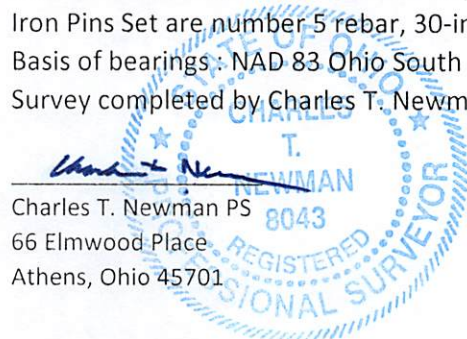 Iron Pins Set are number 5 rebar, 30-in
Basis of bearings : NAD 83 Ohio South
Survey completed by Charles T. Newm
STATE OF OHIO
CHARLES
T.
NEWMAN
8043
REGISTERED
PROFESSIONAL SURVEYOR
Charles T. Newman PS
66 Elmwood Place
Athens, Ohio 45701